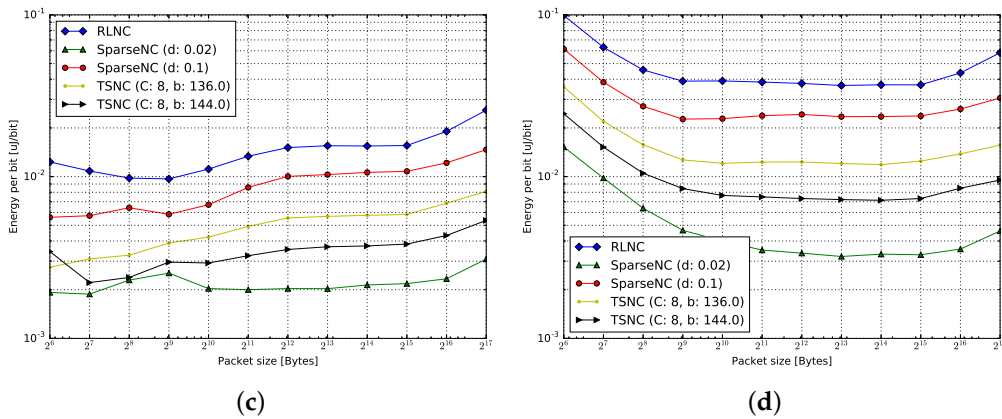 10^-1
RLNC
SparseNC (d: 0.02)
SparseNC (d: 0.1)
TSNC (C: 8, b: 136.0)
TSNC (C: 8, b: 144.0)
Energy per bit [uJ/bit]
10^-2
10^-3
2^6 2^7 2^8 2^9 2^10 2^11 2^12 2^13 2^14 2^15 2^16 2^17
Packet size [Bytes]
(c)
10^-1
Energy per bit [uJ/bit]
10^-2
RLNC
SparseNC (d: 0.02)
SparseNC (d: 0.1)
TSNC (C: 8, b: 136.0)
TSNC (C: 8, b: 144.0)
10^-3
2^6 2^7 2^8 2^9 2^10 2^11 2^12 2^13 2^14 2^15 2^16
Packet size [Bytes]
(d)